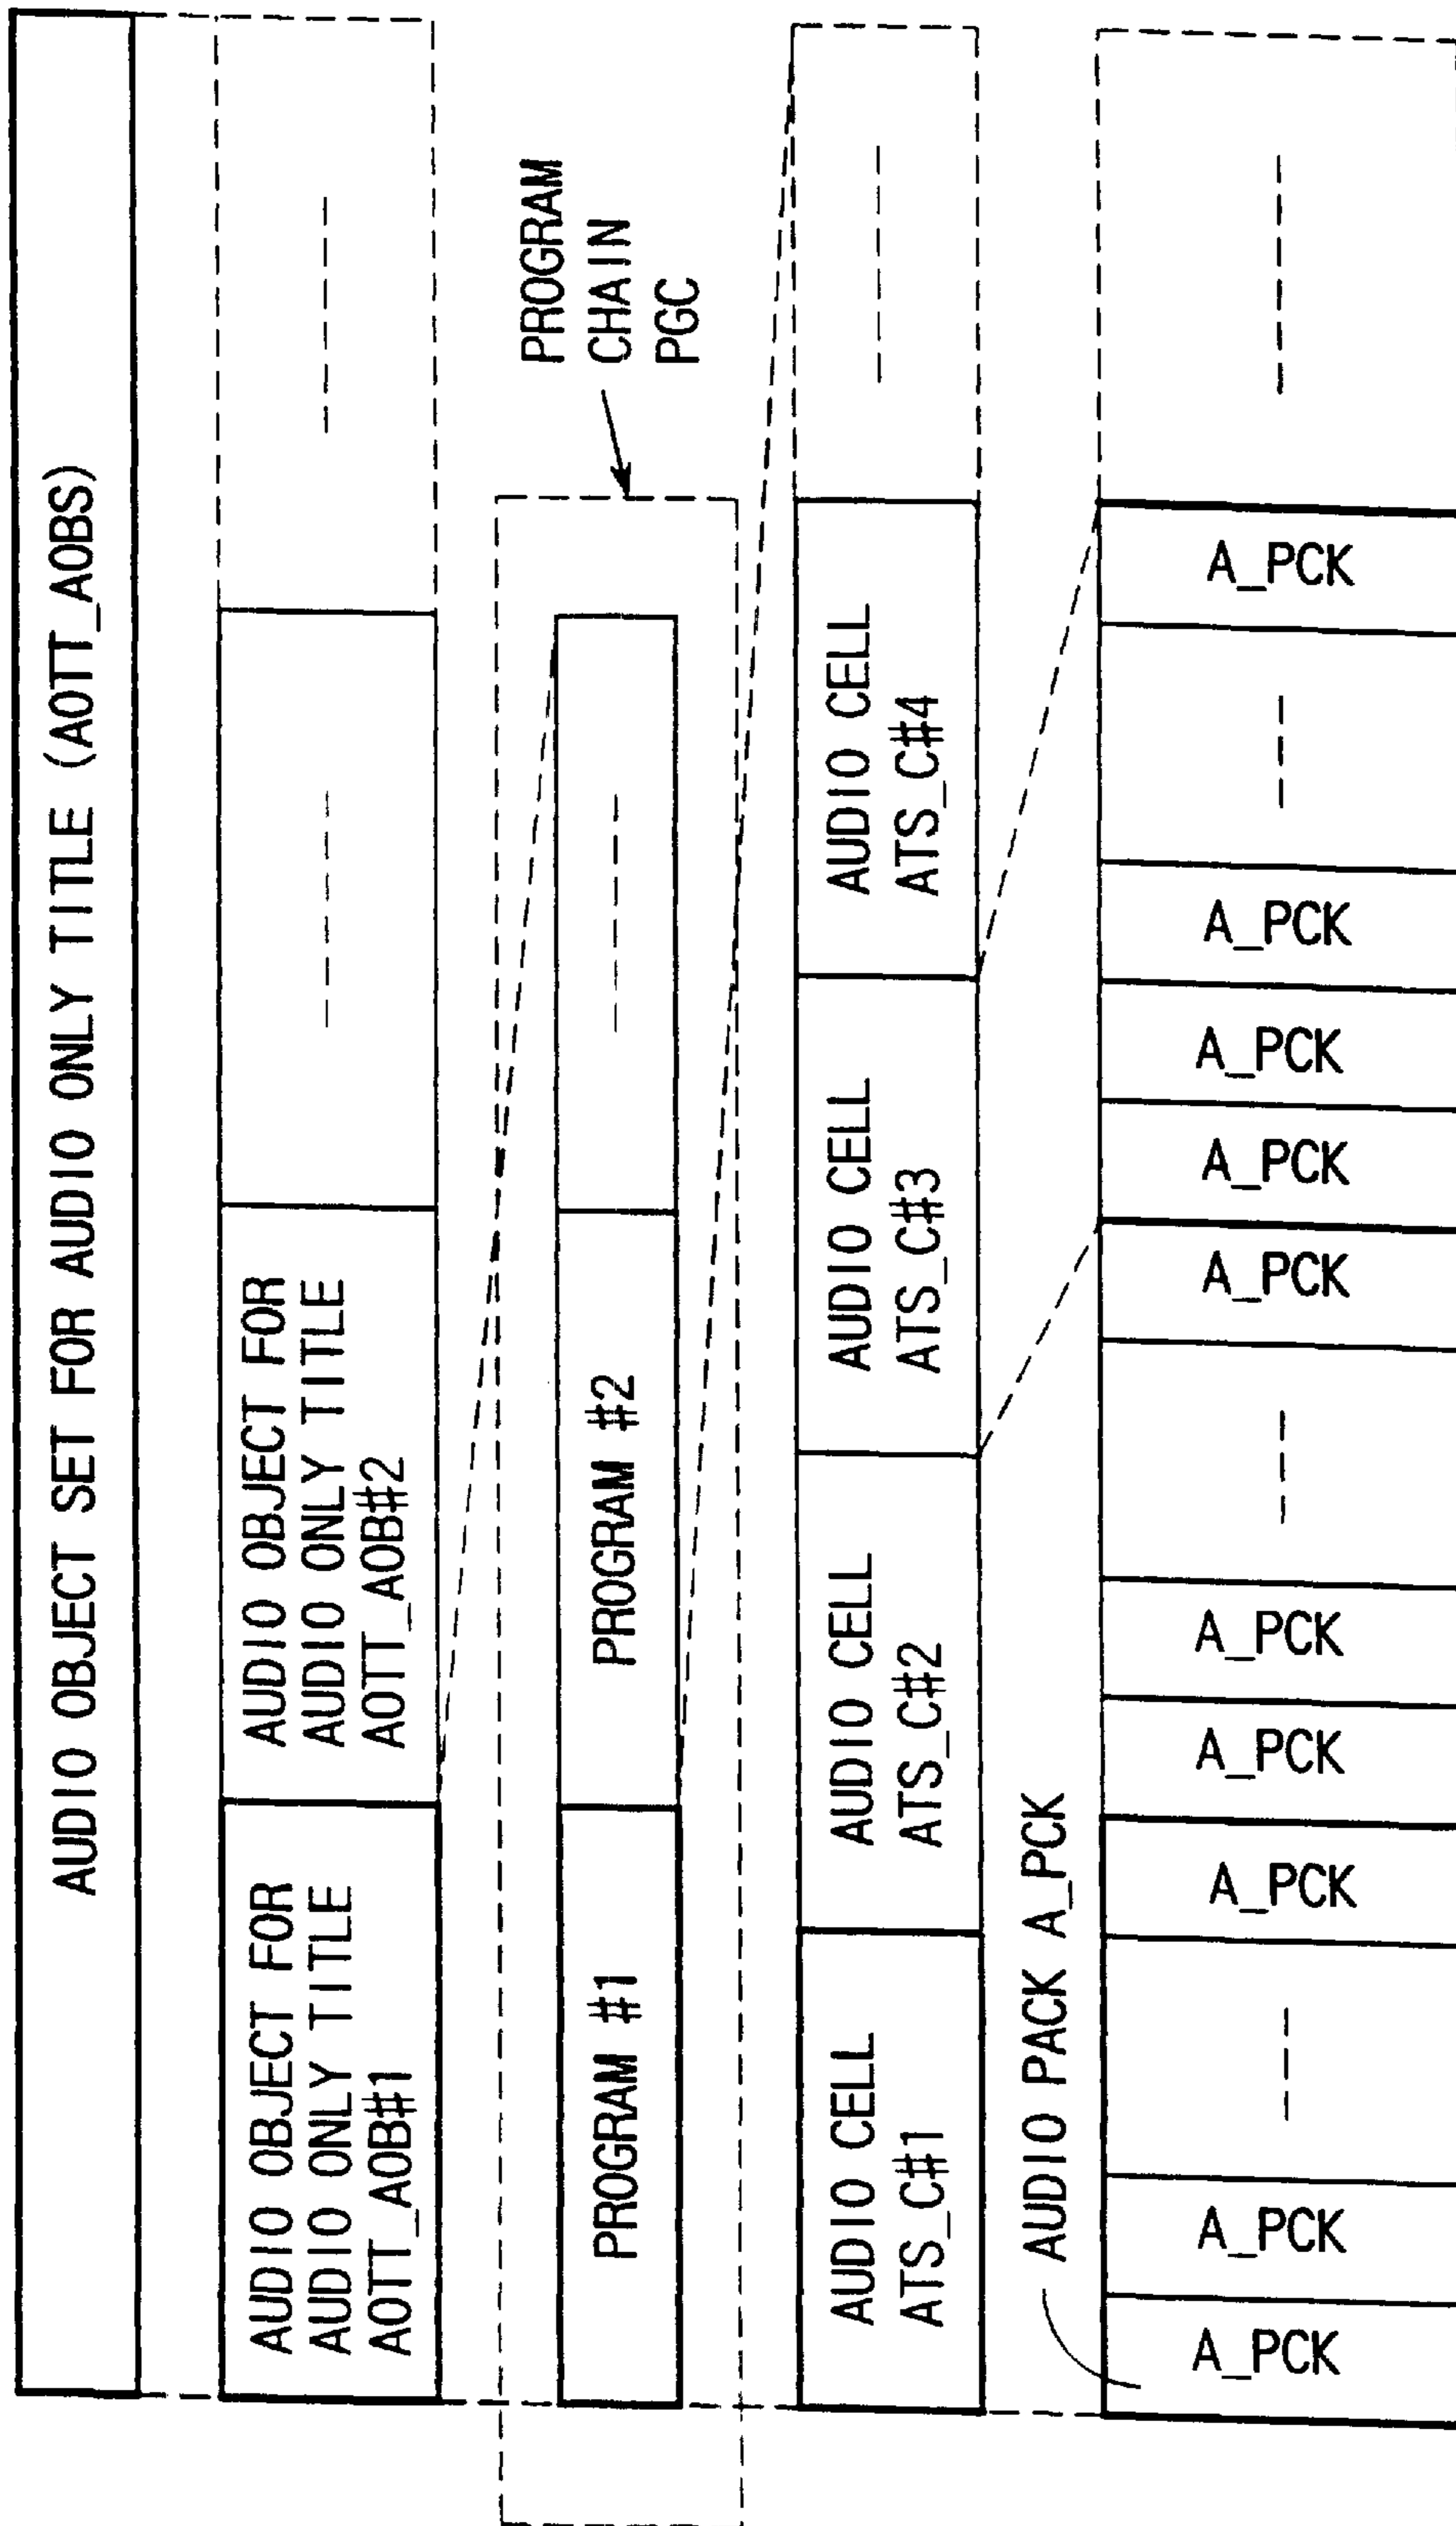 AUDIO OBJECT SET FOR AUDIO ONLY TITLE (AOTT_AOBS)
AUDIO OBJECT FOR
AUDIO ONLY TITLE
AOTT_AOB#1
AUDIO OBJECT FOR
AUDIO ONLY TITLE
AOTT_AOB#2
PROGRAM
CHAIN
PGC
PROGRAM #1
PROGRAM #2
AUDIO CELL
ATS_C#1
AUDIO CELL
ATS_C#2
AUDIO CELL
ATS_C#3
AUDIO CELL
ATS_C#4
AUDIO PACK A_PCK
A_PCK
A_PCK
A_PCK
A_PCK
A_PCK
A_PCK
A_PCK
A_PCK
A_PCK
A_PCK